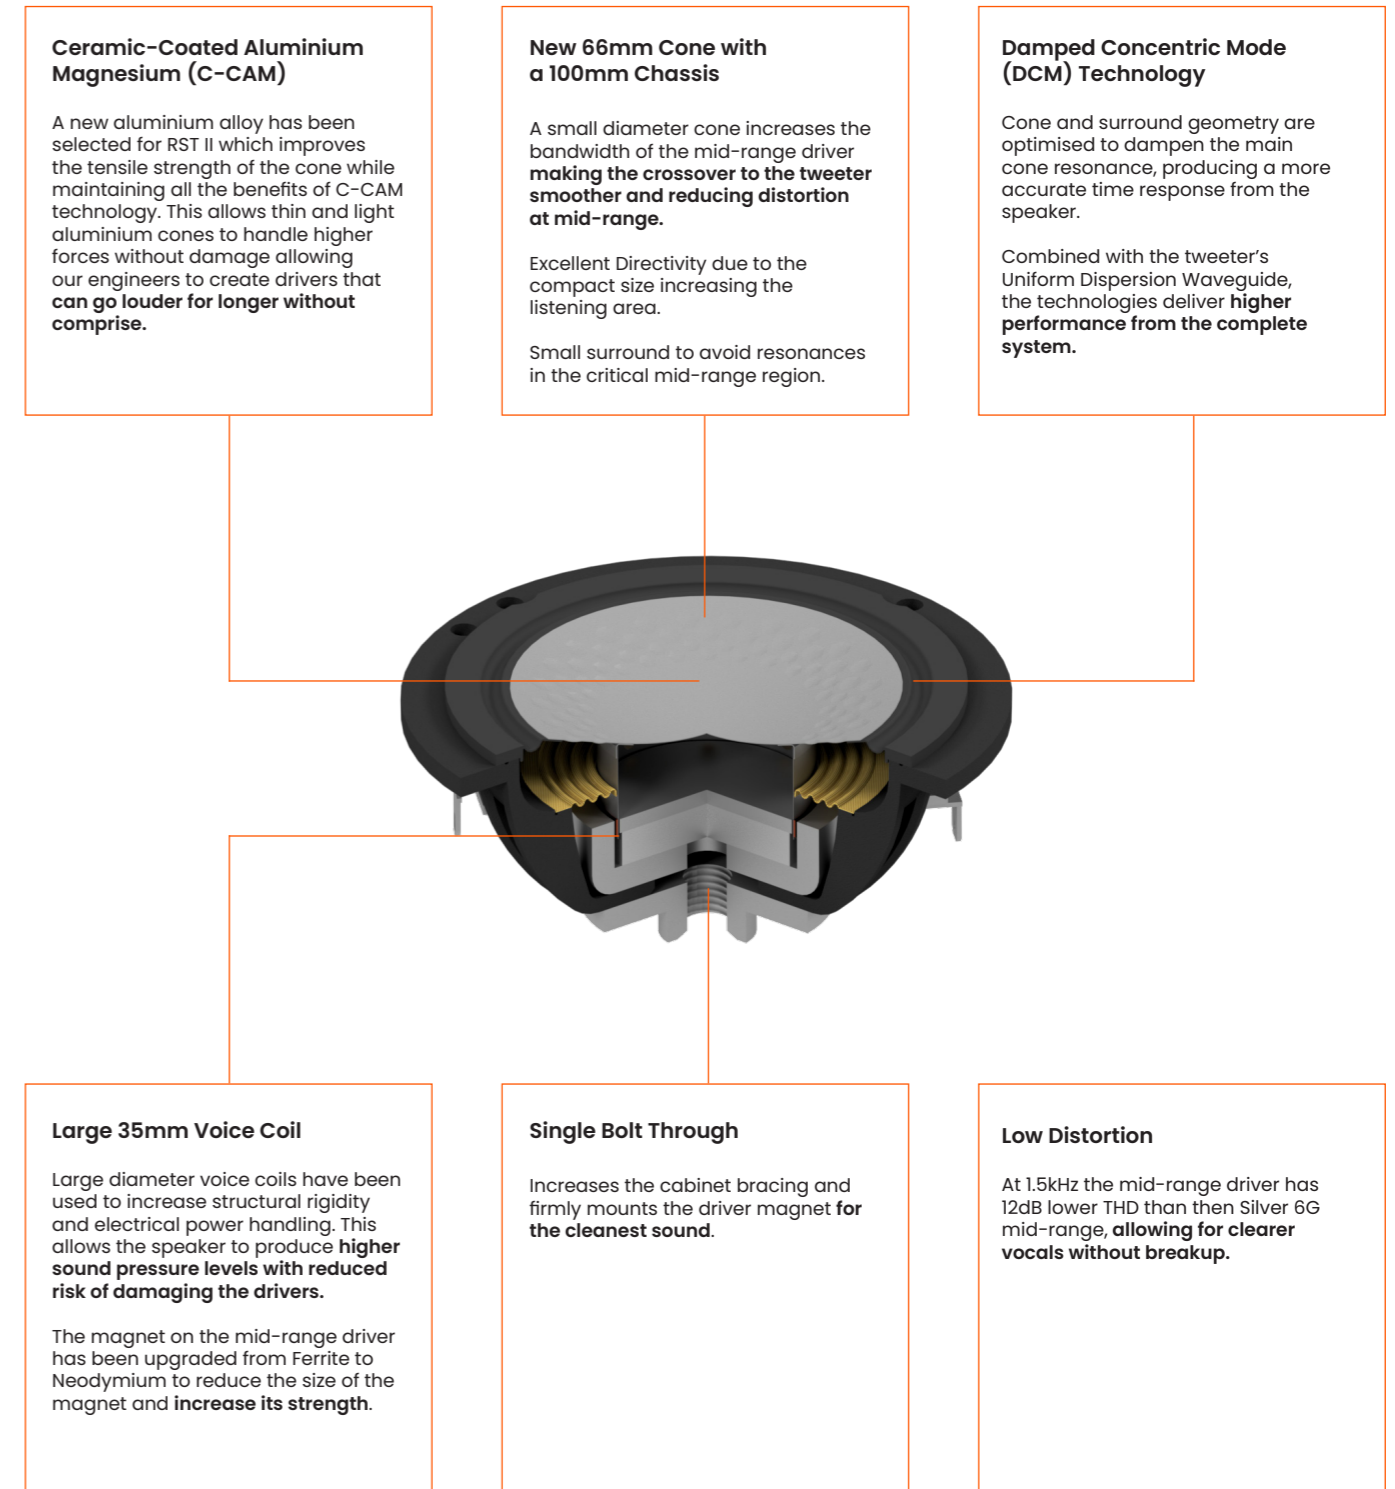 Ceramic-Coated Aluminium
Magnesium (C-CAM)
A new aluminium alloy has been
selected for RST II which improves
the tensile strength of the cone while
maintaining all the benefits of C-CAM
technology. This allows thin and light
aluminium cones to handle higher
forces without damage allowing
our engineers to create drivers that
can go louder for longer without
comprise.
New 66mm Cone with
a 100mm Chassis
A small diameter cone increases the
bandwidth of the mid-range driver
making the crossover to the tweeter
smoother and reducing distortion
at mid-range.
Excellent Directivity due to the
compact size increasing the
listening area.
Small surround to avoid resonances
in the critical mid-range region.
Damped Concentric Mode
(DCM) Technology
Cone and surround geometry are
optimised to dampen the main
cone resonance, producing a more
accurate time response from the
speaker.
Combined with the tweeter's
Uniform Dispersion Waveguide,
the technologies deliver higher
performance from the complete
system.
Large 35mm Voice Coil
Large diameter voice coils have been
used to increase structural rigidity
and electrical power handling. This
allows the speaker to produce higher
sound pressure levels with reduced
risk of damaging the drivers.
The magnet on the mid-range driver
has been upgraded from Ferrite to
Neodymium to reduce the size of the
magnet and increase its strength.
Single Bolt Through
Increases the cabinet bracing and
firmly mounts the driver magnet for
the cleanest sound.
Low Distortion
At 1.5kHz the mid-range driver has
12dB lower THD than then Silver 6G
mid-range, allowing for clearer
vocals without breakup.